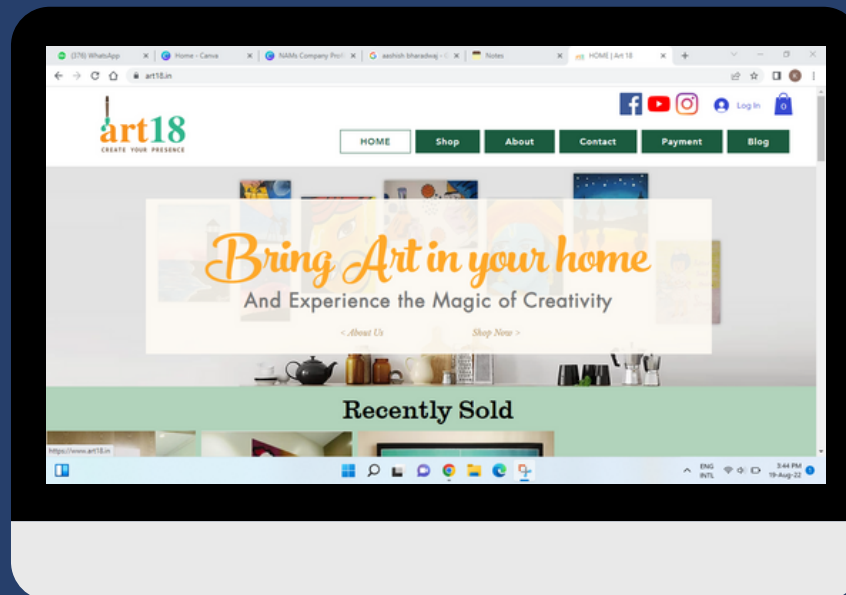 (376) WhatsApp
Home - Canva
NAMs Company Profi
aashish bharadwaj - G
Notes
HOME | Art 18
art18.in
art18
CREATE YOUR PRESENCE
Log In
0
HOME
Shop
About
Contact
Payment
Blog
Bring Art in your home
And Experience the Magic of Creativity
< About Us
Shop Now >
Recently Sold
https://www.art18.in
ENG
INTL
3:44 PM
19-Aug-22